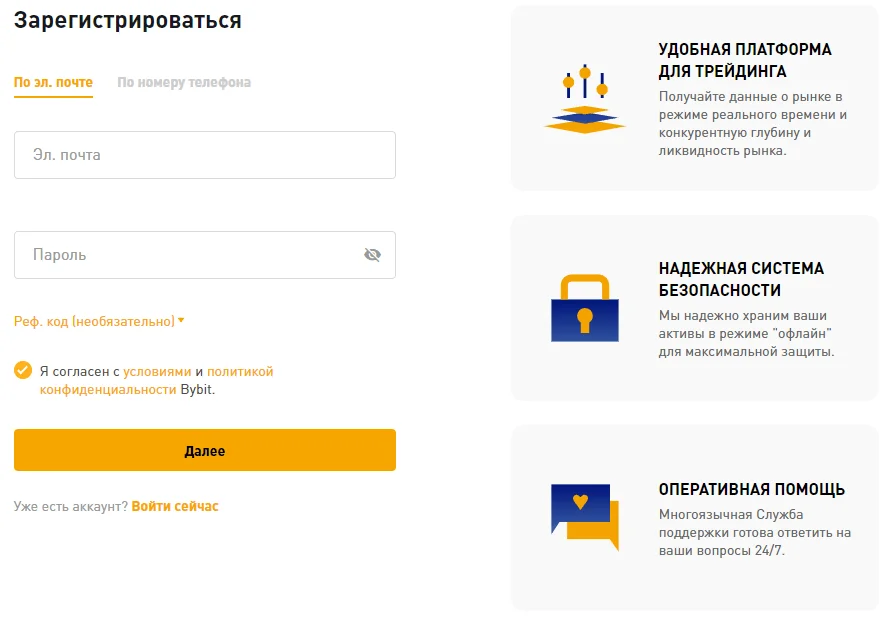 Зарегистрироваться
По эл. почте
По номеру телефона
Эл. почта
Пароль
Реф. код (необязательно)
Я согласен с условиями и политикой
конфиденциальности Bybit.
Далее
Уже есть аккаунт? Войти сейчас
УДОБНАЯ ПЛАТФОРМА
ДЛЯ ТРЕЙДИНГА
Получайте данные о рынке в
режиме реального времени и
конкурентную глубину и
ликвидность рынка.
НАДЕЖНАЯ СИСТЕМА
БЕЗОПАСНОСТИ
Мы надежно храним ваши
активы в режиме "офлайн"
для максимальной защиты.
ОПЕРАТИВНАЯ ПОМОЩЬ
Многоязычная Служба
поддержки готова ответить на
ваши вопросы 24/7.